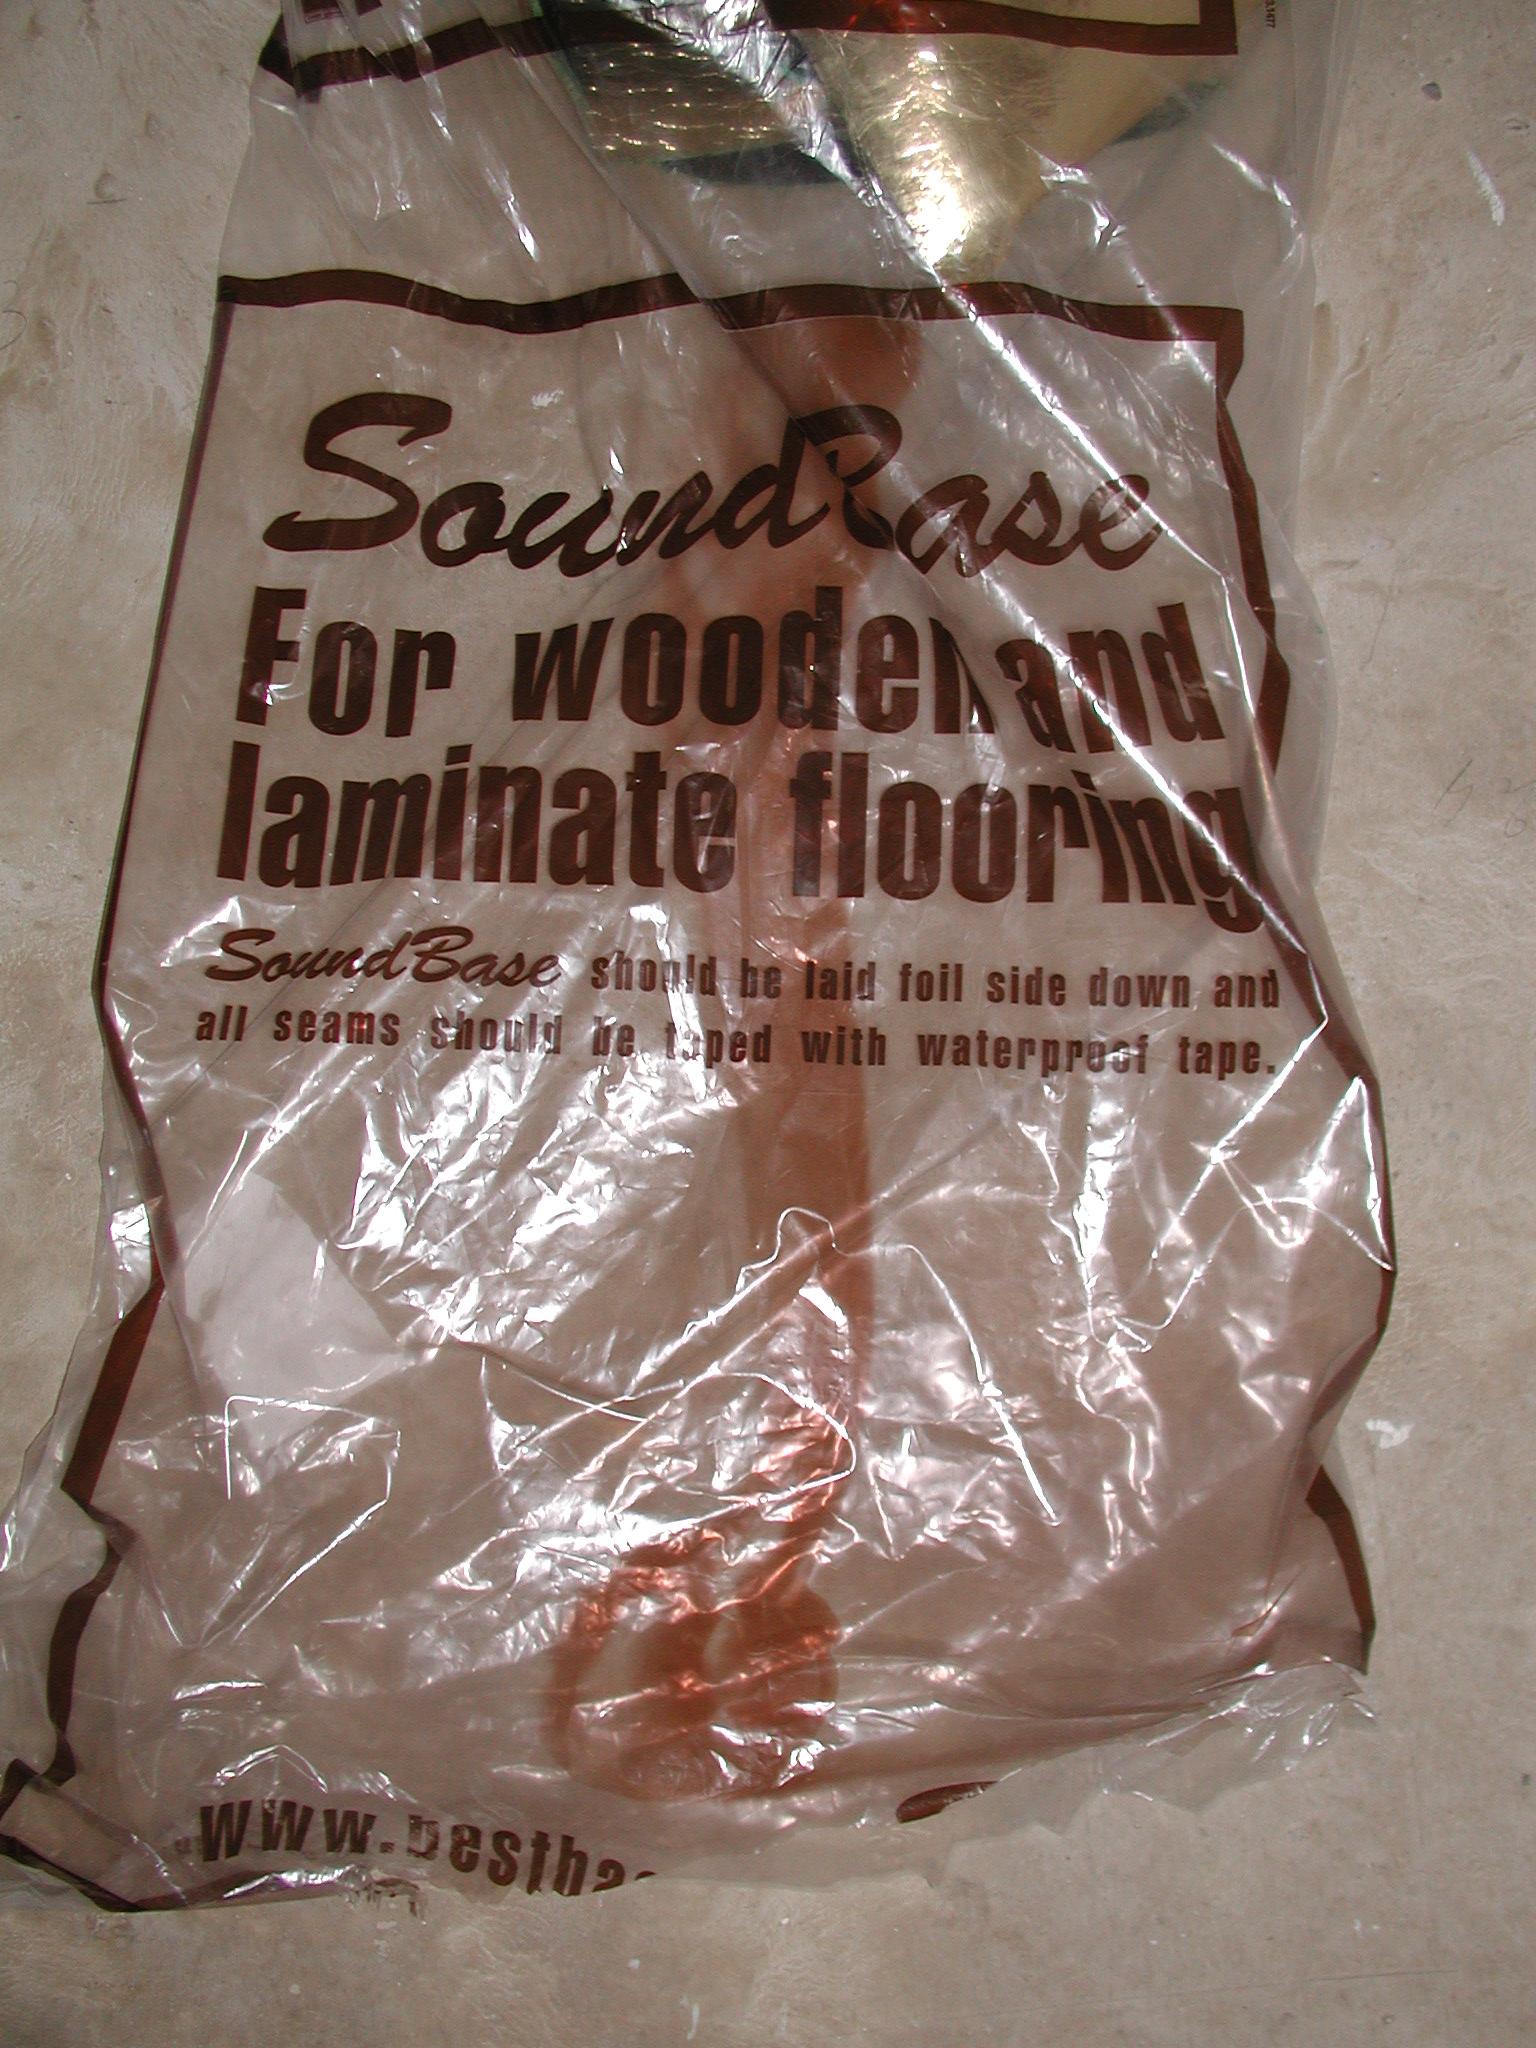 SoundBase
For wooden and
laminate flooring
SoundBase should be laid foil side down and
all seams should be taped with waterproof tape.